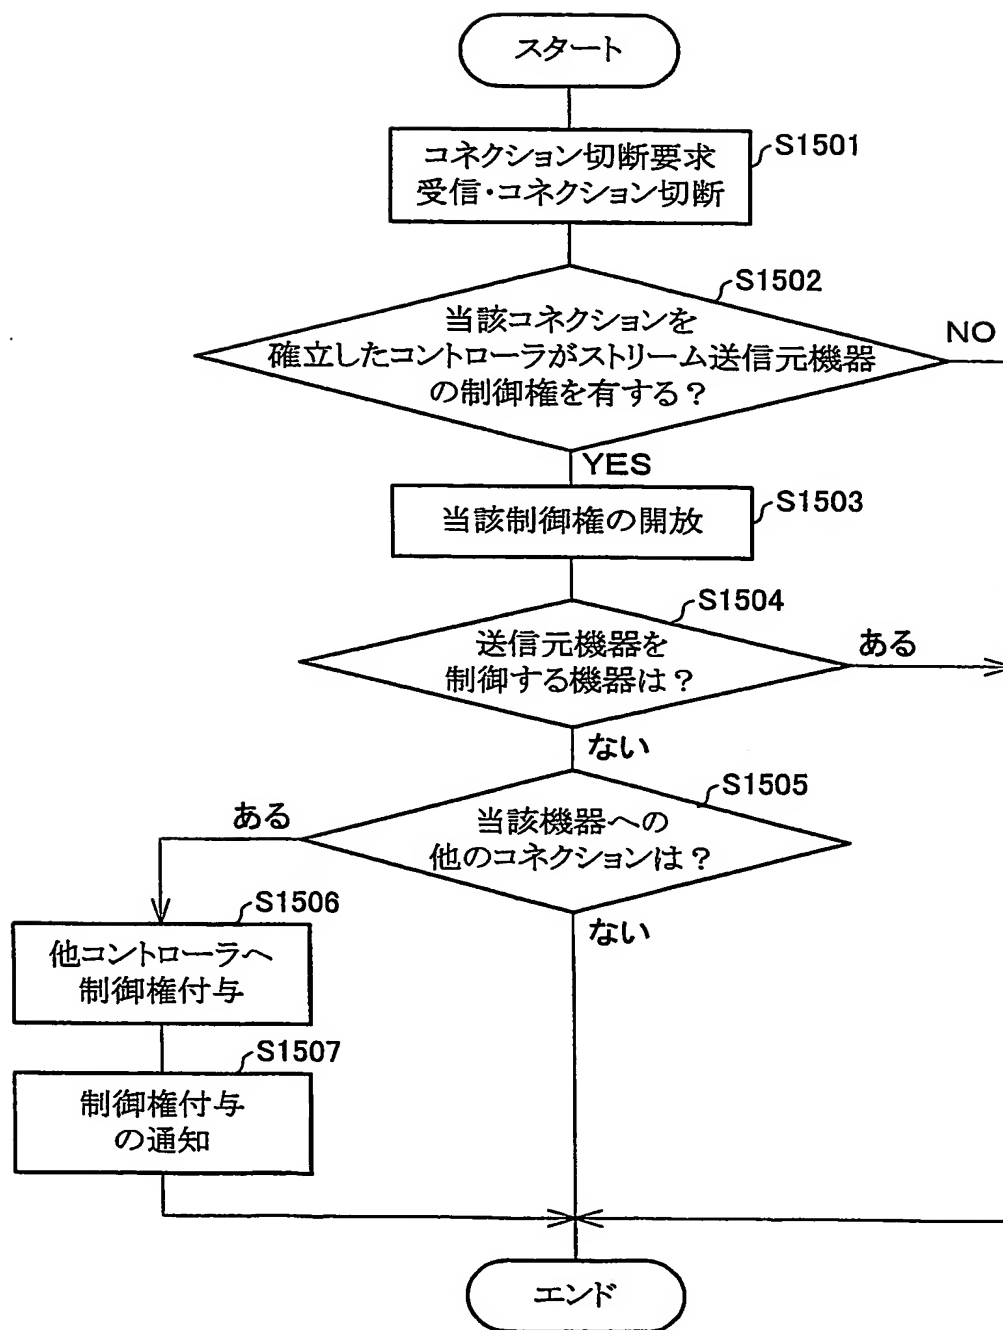 スタート
コネクション切断要求
受信・コネクション切断
S1501
S1502
当該コネクションを
確立したコントローラがストリーム送信元機器
の制御権を有する？
NO
YES
当該制御権の開放
S1503
S1504
送信元機器を
制御する機器は？
ある
ない
S1505
当該機器への
他のコネクションは？
ある
ない
S1506
他コントローラへ
制御権付与
S1507
制御権付与
の通知
エンド